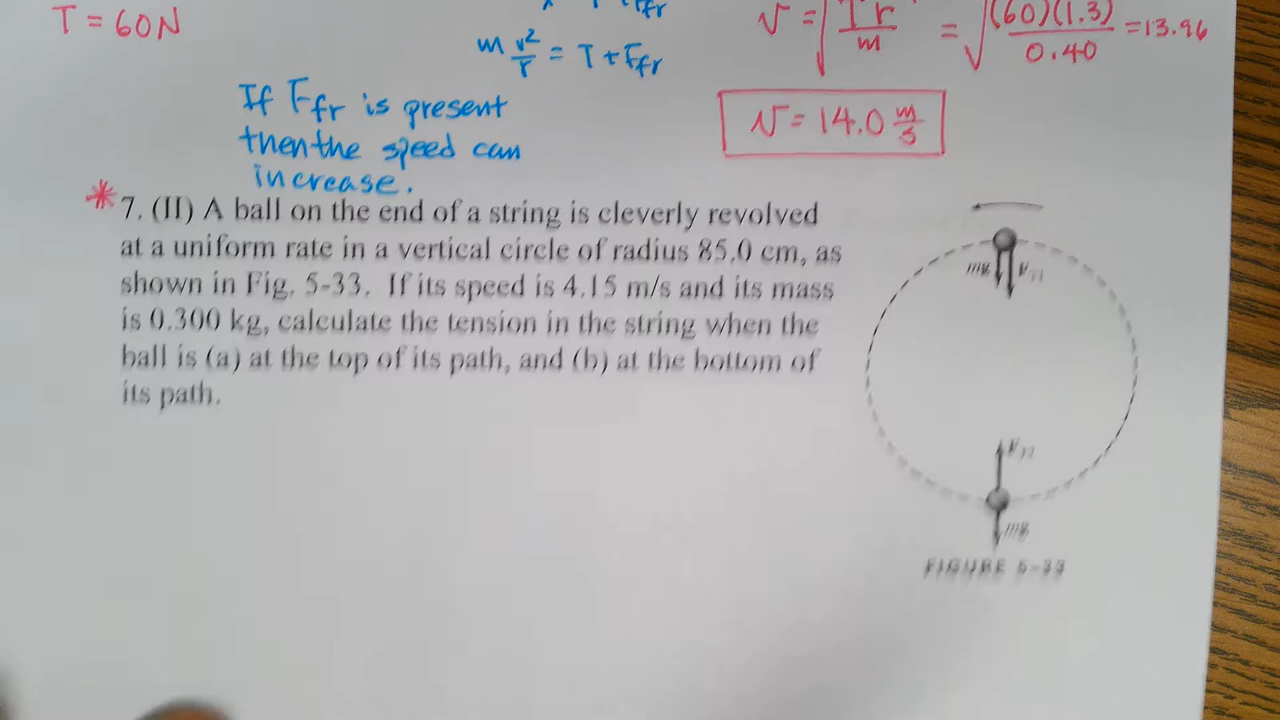 T = 60N
m v²/r = T + Ffr
v = √(Tr/m) = √((60)(1.3)/0.40) = 13.96
If Ffr is present
then the speed can
increase.
v = 14.0 m/s
*7. (II) A ball on the end of a string is cleverly revolved
at a uniform rate in a vertical circle of radius 85.0 cm, as
shown in Fig. 5-33. If its speed is 4.15 m/s and its mass
is 0.300 kg, calculate the tension in the string when the
ball is (a) at the top of its path, and (b) at the bottom of
its path.
mg
mg
FIGURE 5-33